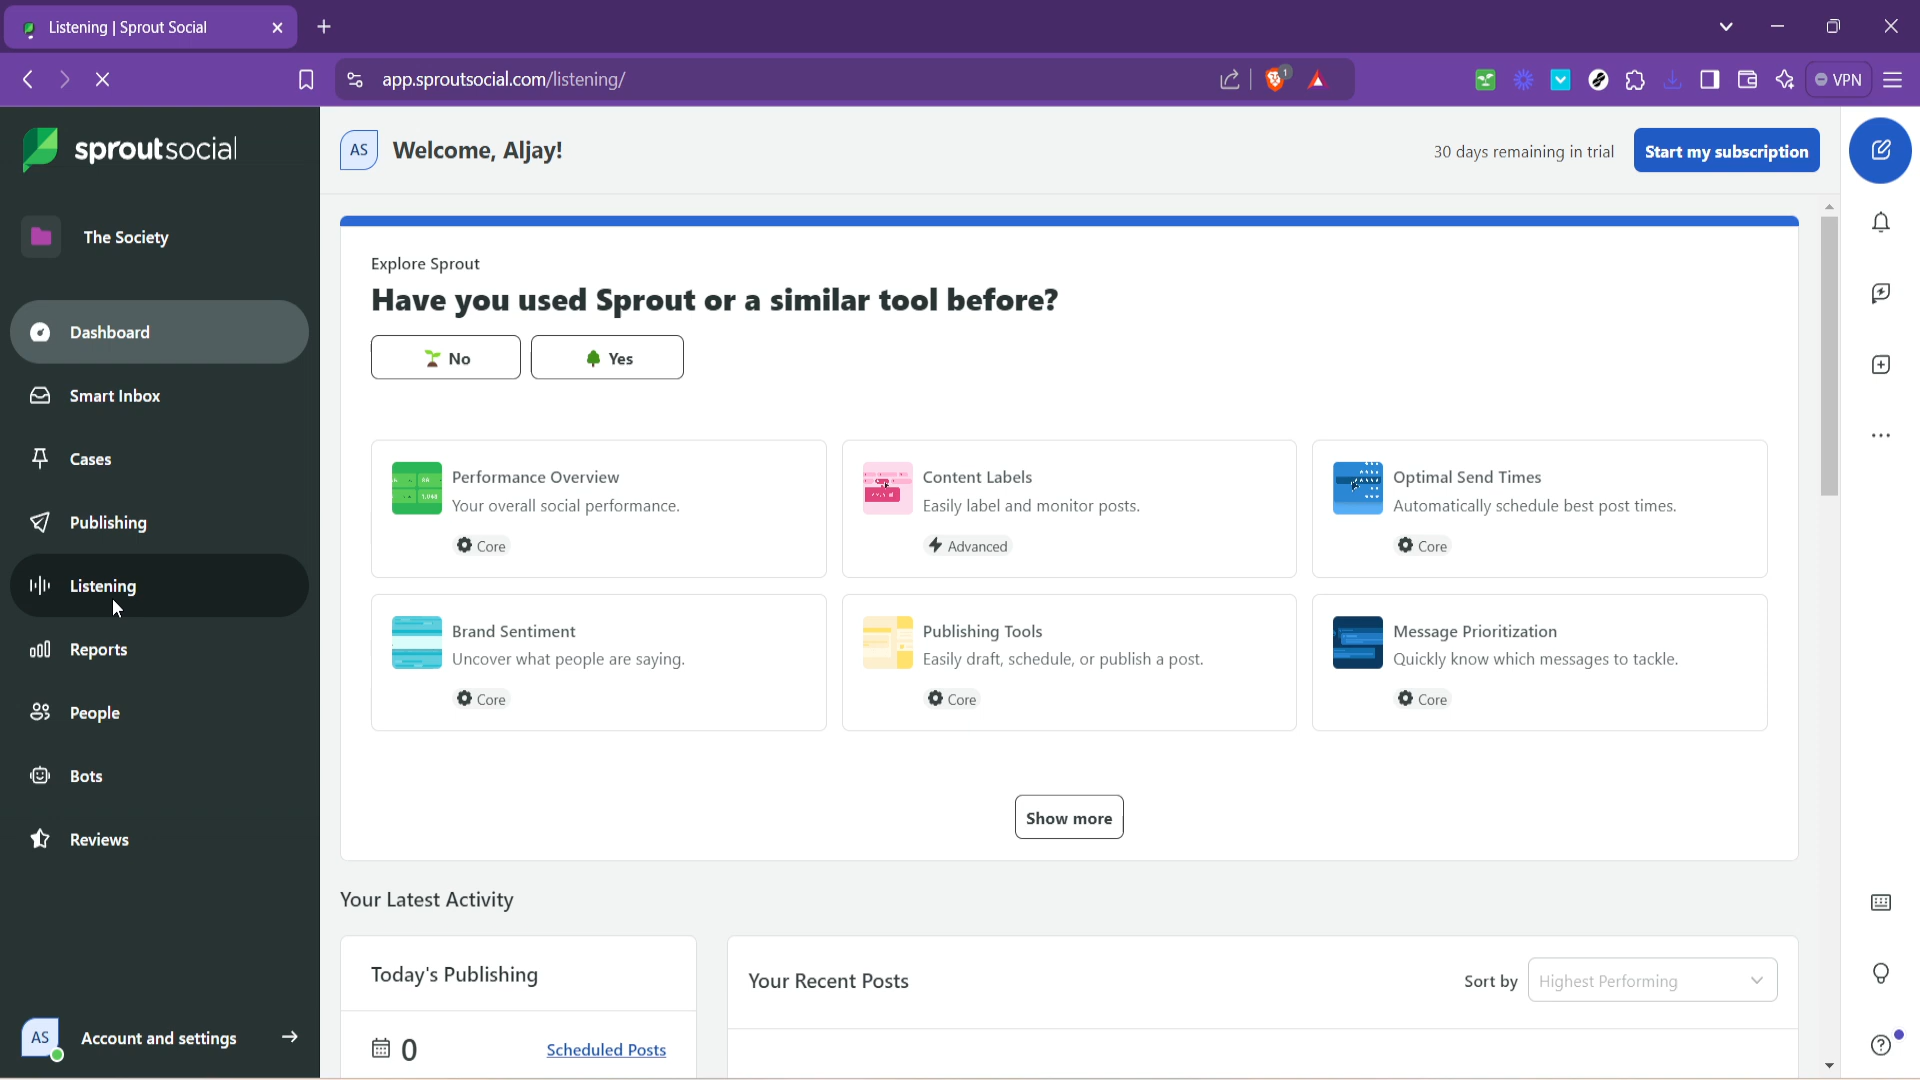 Listening | Sprout Social
app.sproutsocial.com/listening/
1
VPN
sproutsocial
AS
Welcome, Aljay!
30 days remaining in trial
Start my subscription
The Society
Explore Sprout
Have you used Sprout or a similar tool before?
No
Yes
Dashboard
Smart Inbox
Cases
Publishing
Listening
Reports
People
Bots
Reviews
Performance Overview
Your overall social performance.
Core
Content Labels
Easily label and monitor posts.
Advanced
Optimal Send Times
Automatically schedule best post times.
Core
Brand Sentiment
Uncover what people are saying.
Core
Publishing Tools
Easily draft, schedule, or publish a post.
Core
Message Prioritization
Quickly know which messages to tackle.
Core
Show more
Your Latest Activity
Today's Publishing
0
Scheduled Posts
Your Recent Posts
Sort by
Highest Performing
AS
Account and settings